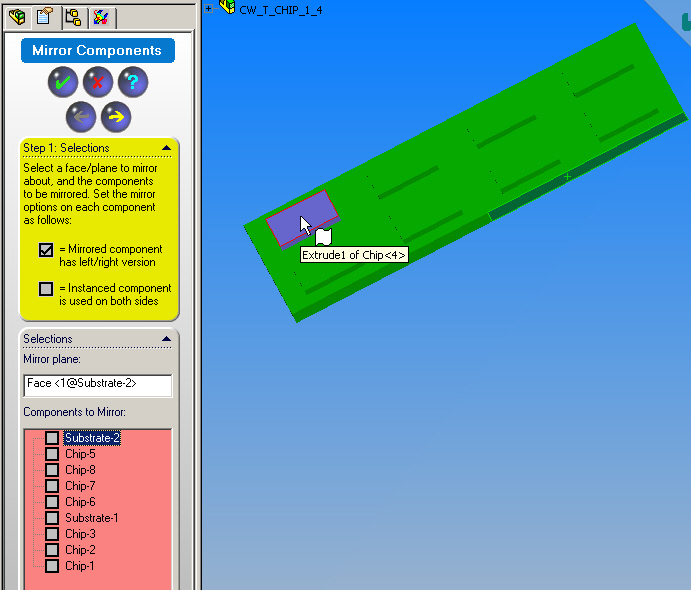 CW_T_CHIP_1_4
Mirror Components
?
Step 1: Selections
Select a face/plane to mirror
about, and the components
to be mirrored. Set the mirror
options on each component
as follows:
= Mirrored component
has left/right version
= Instanced component
is used on both sides
Extrude1 of Chip<4>
Selections
Mirror plane:
Face <1@Substrate-2>
Components to Mirror:
Substrate-2
Chip-5
Chip-8
Chip-7
Chip-6
Substrate-1
Chip-3
Chip-2
Chip-1